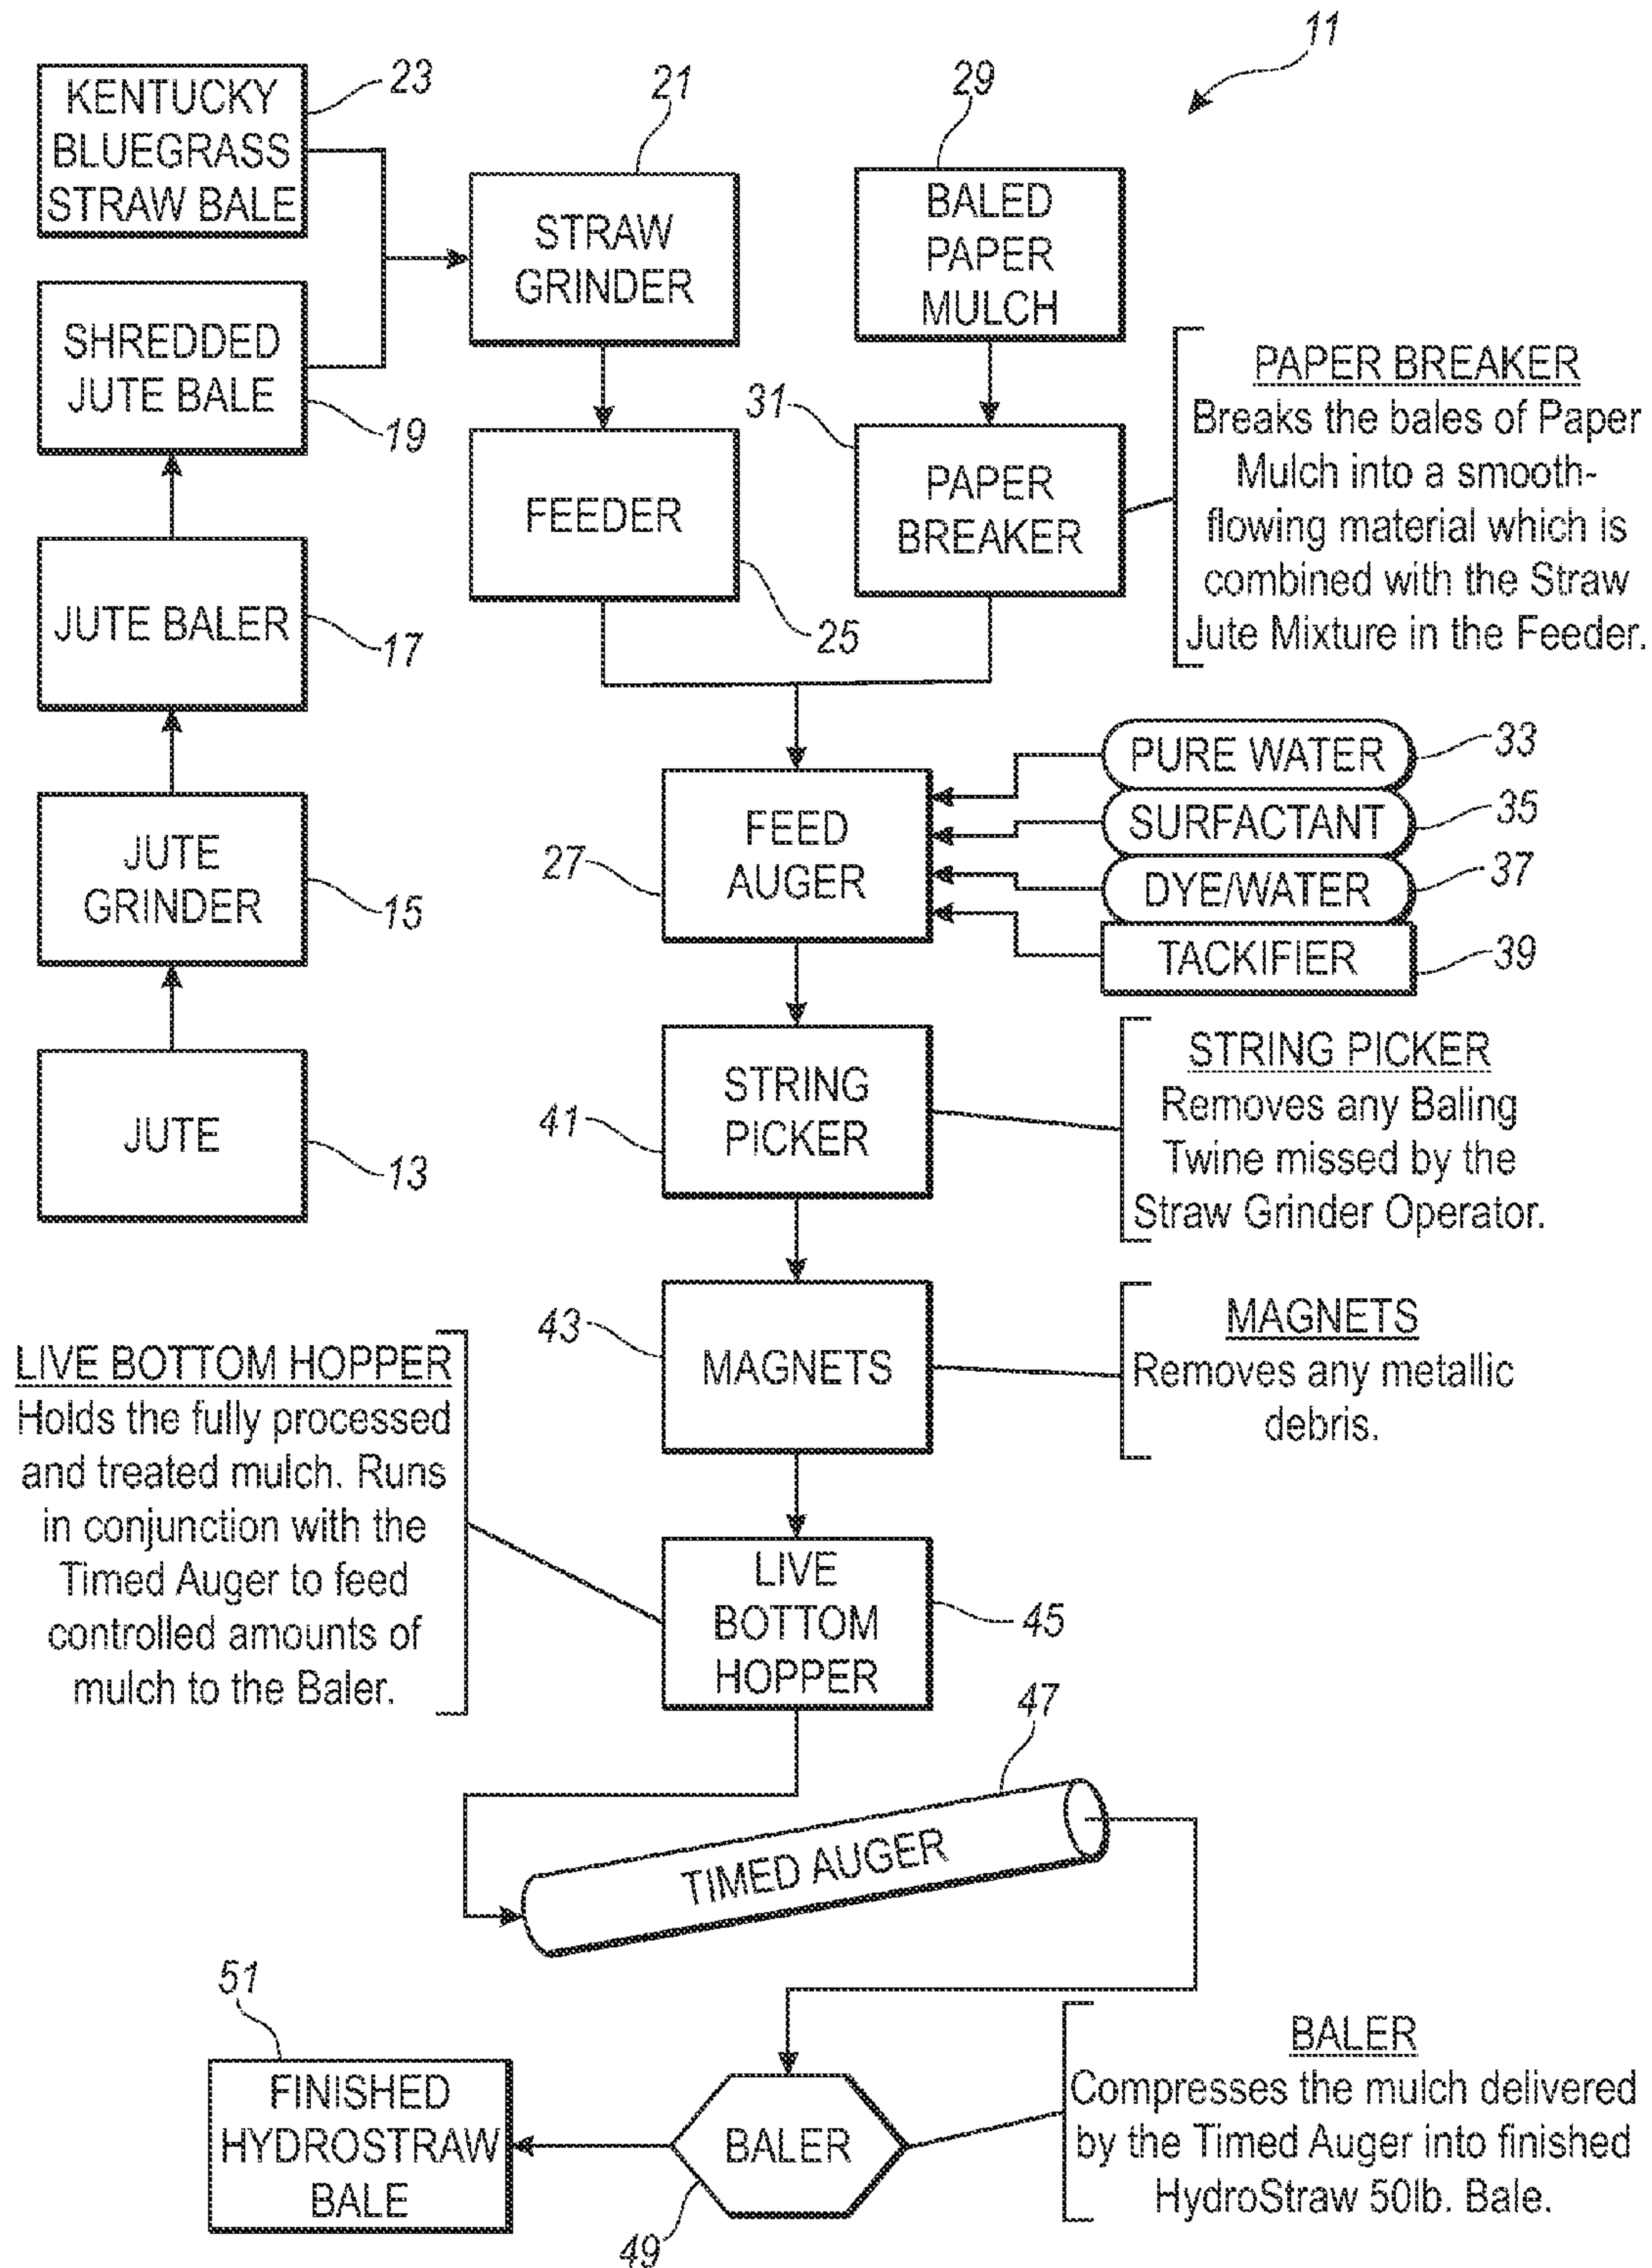 11
KENTUCKY
BLUEGRASS
STRAW BALE
23
SHREDDED
JUTE BALE
19
JUTE BALER
17
JUTE
GRINDER
15
JUTE
13
21
STRAW
GRINDER
FEEDER
25
29
BALED
PAPER
MULCH
31
PAPER
BREAKER
PAPER BREAKER
Breaks the bales of Paper
Mulch into a smooth-
flowing material which is
combined with the Straw
Jute Mixture in the Feeder.
27
FEED
AUGER
PURE WATER
33
SURFACTANT
35
DYE/WATER
37
TACKIFIER
39
41
STRING
PICKER
STRING PICKER
Removes any Baling
Twine missed by the
Straw Grinder Operator.
43
MAGNETS
MAGNETS
Removes any metallic
debris.
LIVE BOTTOM HOPPER
Holds the fully processed
and treated mulch. Runs
in conjunction with the
Timed Auger to feed
controlled amounts of
mulch to the Baler.
LIVE
BOTTOM
HOPPER
45
47
TIMED AUGER
51
FINISHED
HYDROSTRAW
BALE
BALER
49
BALER
Compresses the mulch delivered
by the Timed Auger into finished
HydroStraw 50lb. Bale.